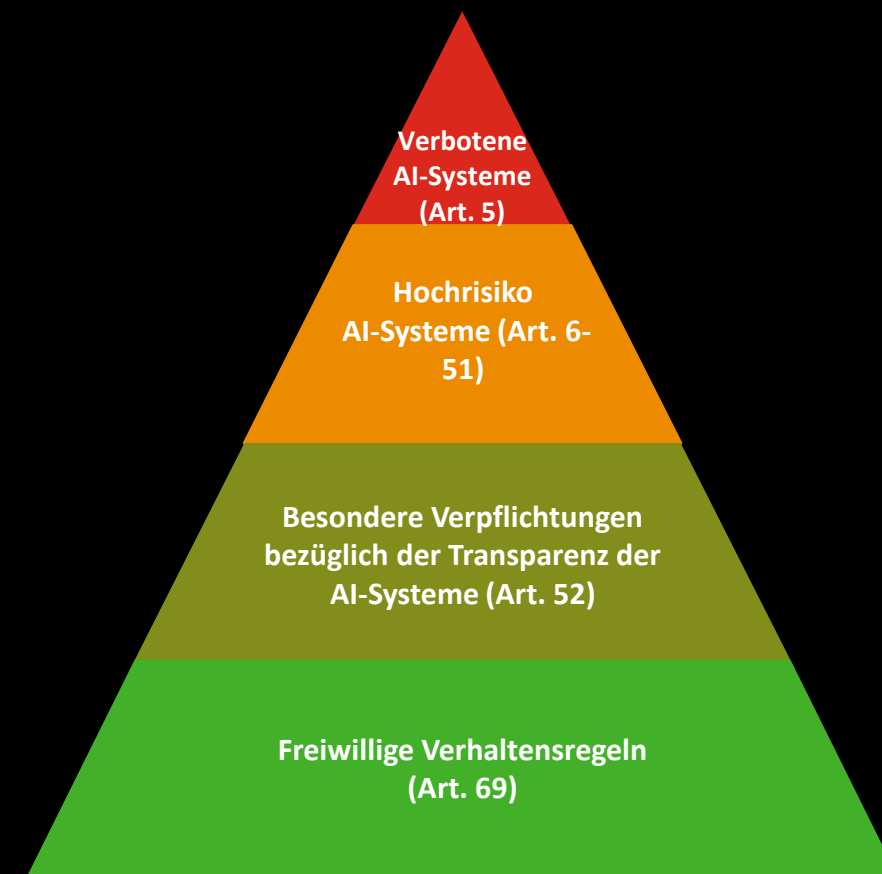 Verbotene
AI-Systeme
(Art. 5)
Hochrisiko
AI-Systeme (Art. 6-
51)
Besondere Verpflichtungen
bezüglich der Transparenz der
AI-Systeme (Art. 52)
Freiwillige Verhaltensregeln
(Art. 69)